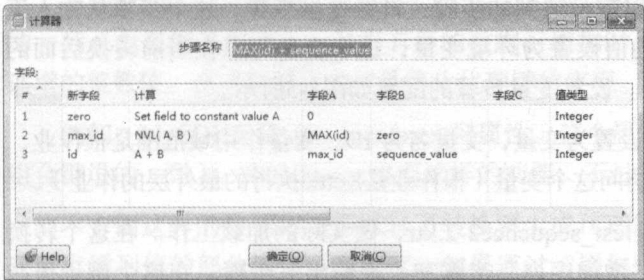 计算器
步骤名称 MAX(id) + sequence_value
字段:
# 新字段 计算 字段A 字段B 字段C 值类型
1 zero Set field to constant value A 0 Integer
2 max_id NVL( A, B ) MAX(id) zero Integer
3 id A + B max_id sequence_value Integer
Help 确定(O) 取消(C)